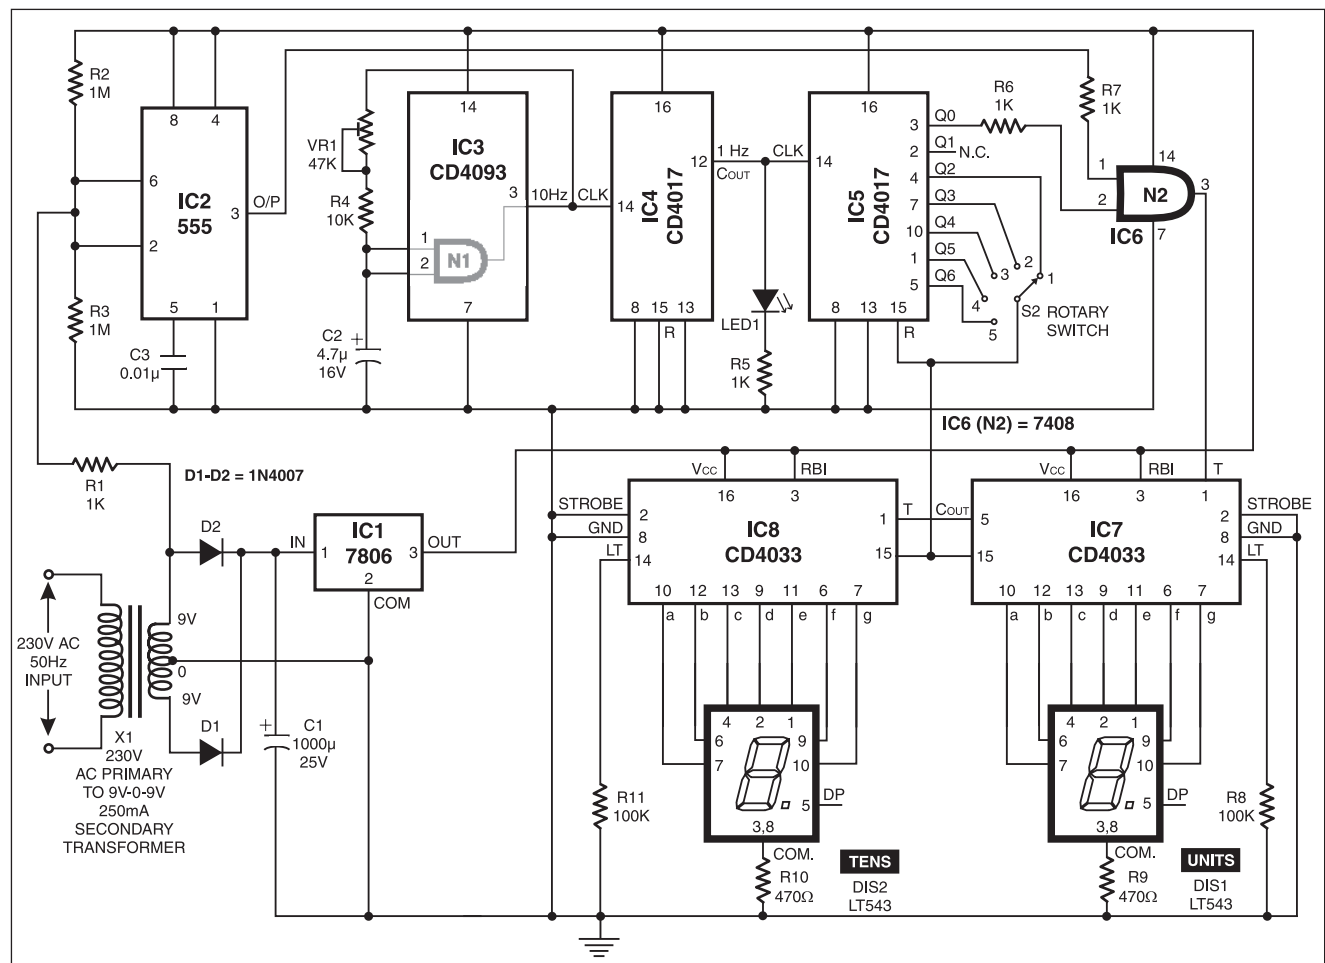 R2
1M
8
4
6
IC2
555
3
O/P
2
5
1
R3
1M
C3
0.01µ
VR1
47K
R4
10K
14
IC3
CD4093
3
1
2
N1
7
C2
+
4.7µ
16V
10Hz
CLK
16
12
14
IC4
CD4017
8
15
13
R
1 Hz
COUT
CLK
LED1
R5
1K
16
14
IC5
CD4017
3
2
4
7
10
1
5
8
13
15
R
Q0
Q1
N.C.
Q2
Q3
Q4
Q5
Q6
R6
1K
R7
1K
1
2
3
4
5
S2 ROTARY
SWITCH
1
2
14
N2
3
7
IC6
IC6 (N2) = 7408
R1
1K
D1-D2 = 1N4007
D2
D1
IN
1
IC1
7806
3
OUT
2
COM
230V AC
50Hz
INPUT
9V
0
9V
X1
230V
AC PRIMARY
TO 9V-0-9V
250mA
SECONDARY
TRANSFORMER
+
C1
1000µ
25V
VCC
RBI
16
3
STROBE
2
GND
8
LT
14
IC8
CD4033
1
T
15
10
12
13
9
11
6
7
a
b
c
d
e
f
g
4
2
1
6
9
7
10
5
DP
3,8
COM.
R11
100K
R10
470Ω
TENS
DIS2
LT543
VCC
RBI
T
16
3
1
COUT
5
15
IC7
CD4033
2
STROBE
8
GND
14
LT
10
12
13
9
11
6
7
a
b
c
d
e
f
g
4
2
1
6
9
7
10
5
DP
3,8
COM.
R9
470Ω
R8
100K
UNITS
DIS1
LT543